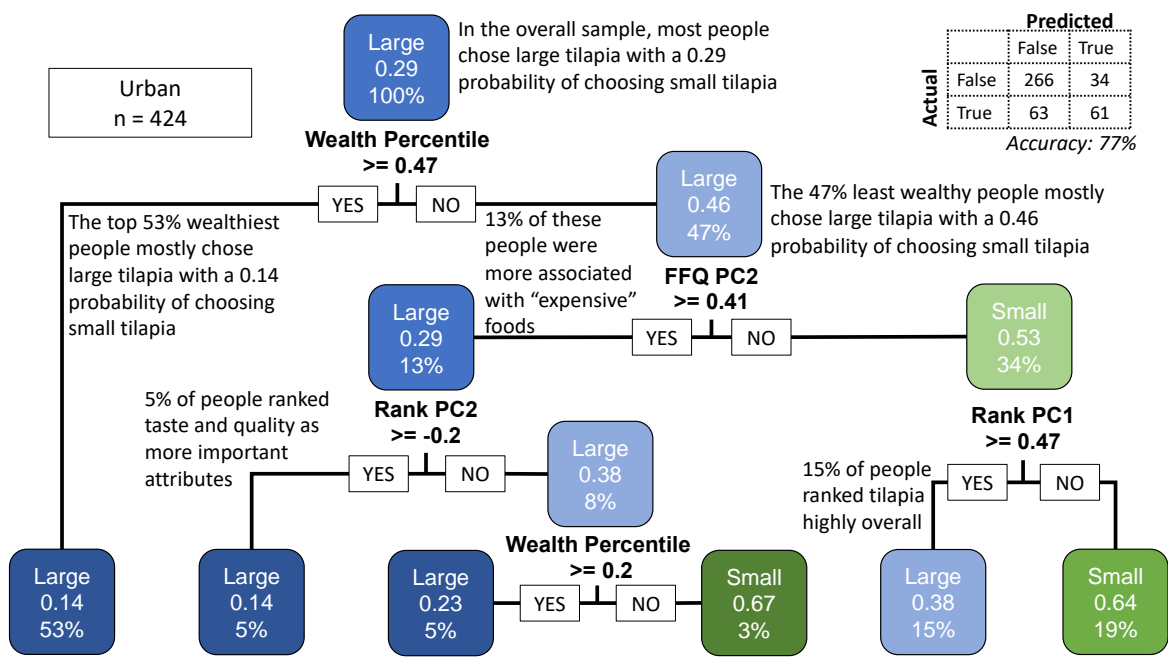 Urban
n = 424
Large
0.29
100%
In the overall sample, most people
chose large tilapia with a 0.29
probability of choosing small tilapia
Predicted
False True
Actual
False 266 34
True 63 61
Accuracy: 77%
Wealth Percentile
>= 0.47
YES NO
The top 53% wealthiest
people mostly chose
large tilapia with a 0.14
probability of choosing
small tilapia
13% of these
people were
more associated
with “expensive”
foods
Large
0.46
47%
The 47% least wealthy people mostly
chose large tilapia with a 0.46
probability of choosing small tilapia
FFQ PC2
>= 0.41
YES NO
Large
0.29
13%
Small
0.53
34%
5% of people ranked
taste and quality as
more important
attributes
Rank PC2
>= -0.2
YES NO
Large
0.38
8%
Rank PC1
>= 0.47
YES NO
15% of people
ranked tilapia
highly overall
Wealth Percentile
>= 0.2
YES NO
Large
0.14
53%
Large
0.14
5%
Large
0.23
5%
Small
0.67
3%
Large
0.38
15%
Small
0.64
19%